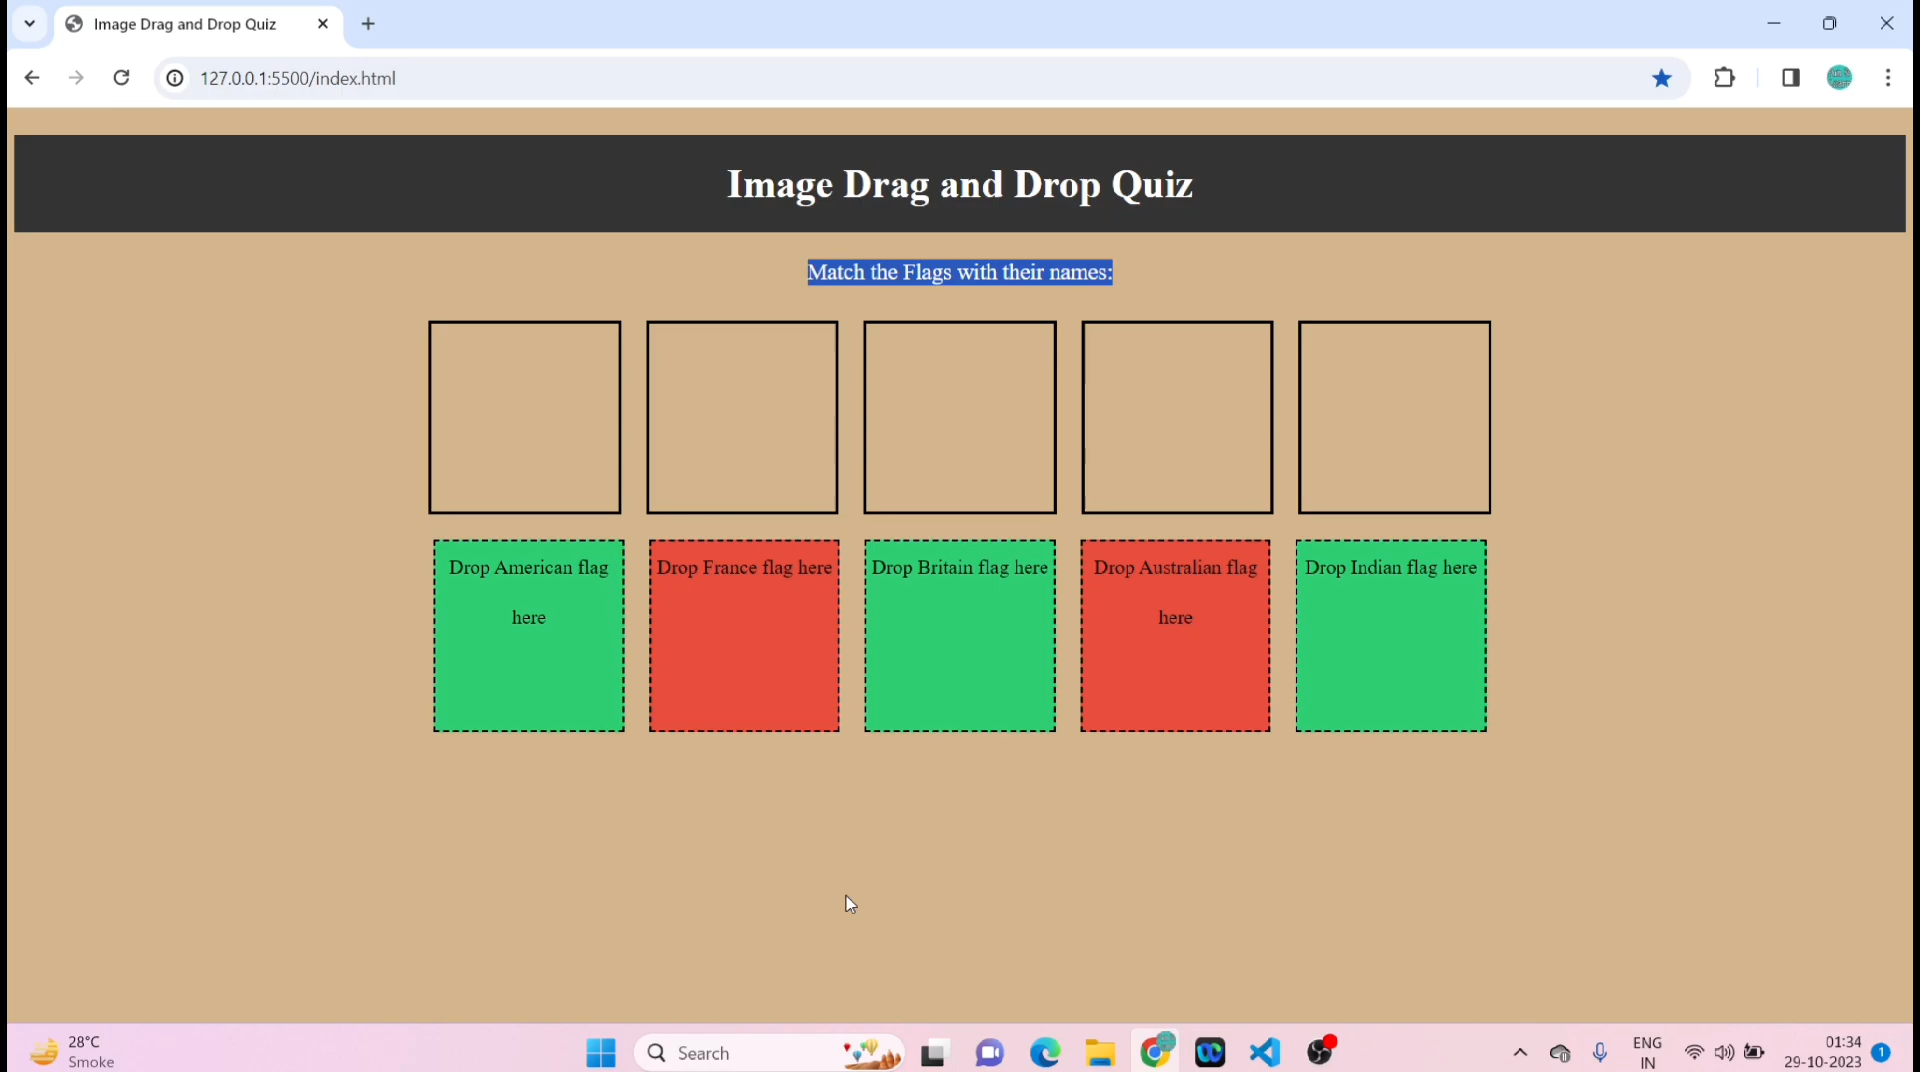 Image Drag and Drop Quiz
127.0.0.1:5500/index.html
Image Drag and Drop Quiz
Match the Flags with their names:
Drop American flag
here
Drop France flag here
Drop Britain flag here
Drop Australian flag
here
Drop Indian flag here
28°C
Smoke
Search
ENG
IN
01:34
29-10-2023
1